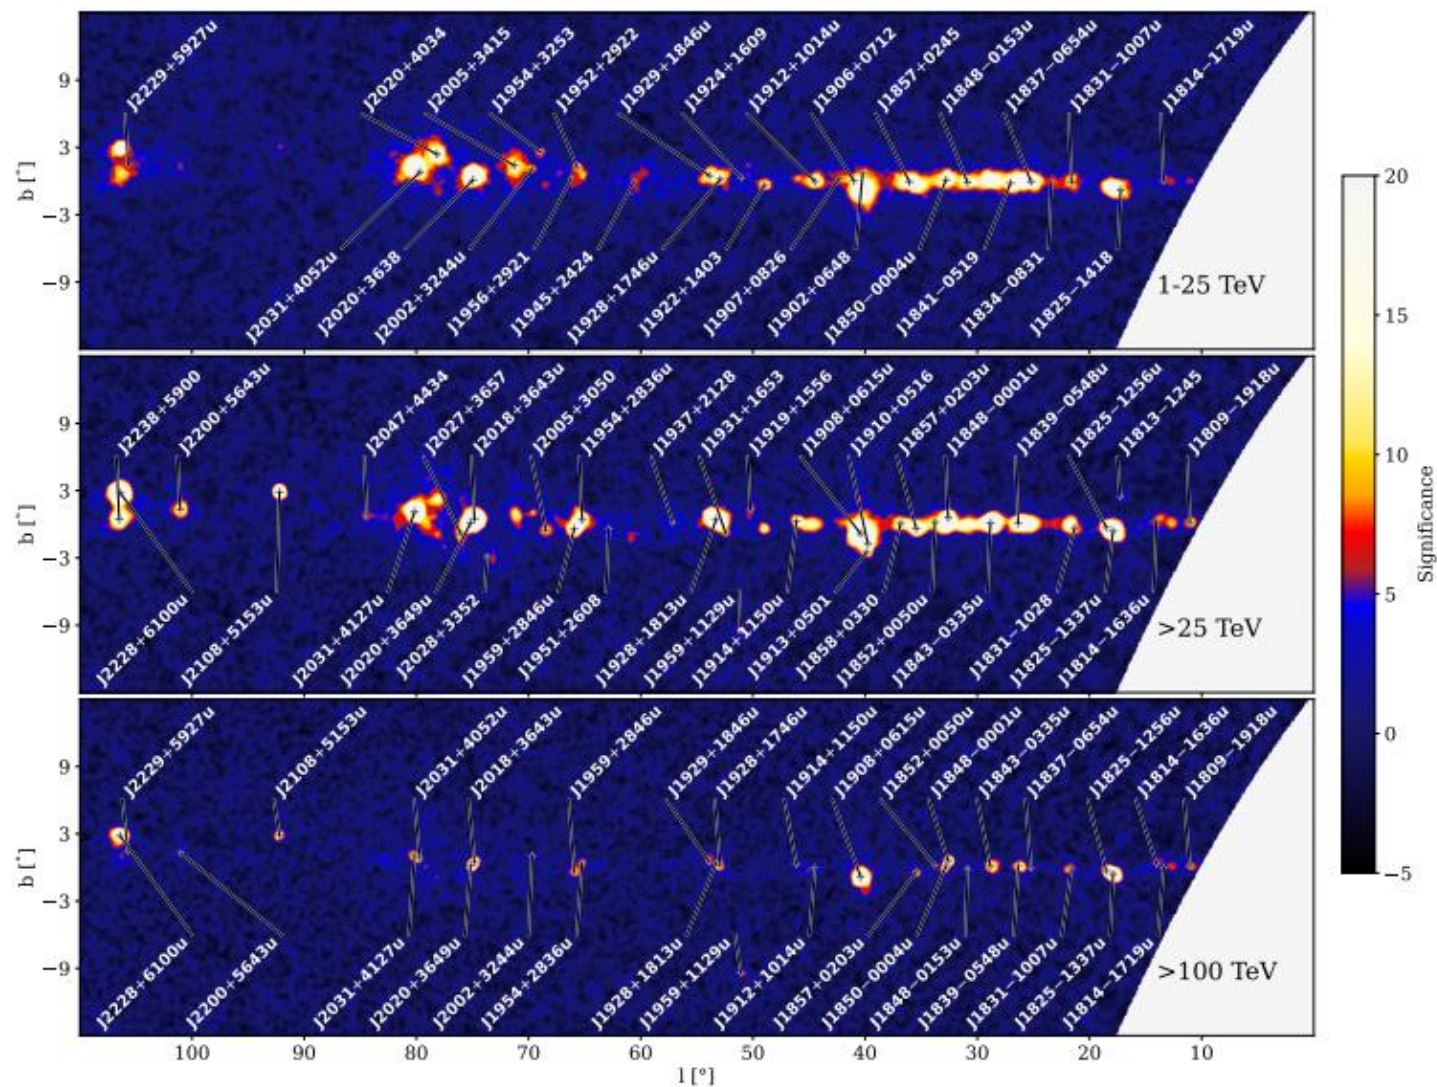 J2229+5927u
J2020+4034
J2005+3415
J1954+3253
J1952+2922
J1929+1846u
J1924+1609
J1912+1014u
J1906+0712
J1857+0245
J1848−0153u
J1837−0654u
J1831−1007u
J1814−1719u
9
3
−3
−9
b [°]
J2031+4052u
J2020+3638
J2002+3244u
J1956+2921
J1945+2424
J1928+1746u
J1922+1403
J1907+0826
J1902+0648
J1850−0004u
J1841−0519
J1834−0831
J1825−1418
1-25 TeV
J2238+5900
J2200+5643u
J2047+4434
J2027+3657
J2018+3643u
J2005+3050
J1954+2836u
J1937+2128
J1931+1653
J1919+1556
J1908+0615u
J1910+0516
J1857+0203u
J1848−0001u
J1839−0548u
J1825−1256u
J1813−1245
J1809−1918u
9
3
−3
−9
b [°]
J2228+6100u
J2108+5153u
J2031+4127u
J2020+3649u
J2028+3352
J1959+2846u
J1951+2608
J1928+1813u
J1959+1129u
J1914+1150u
J1913+0501
J1858+0330
J1852+0050u
J1843−0335u
J1831−1028
J1825−1337u
J1814−1636u
>25 TeV
J2229+5927u
J2108+5153u
J2031+4052u
J2018+3643u
J1959+2846u
J1929+1846u
J1928+1746u
J1914+1150u
J1908+0615u
J1852+0050u
J1848−0001u
J1843−0335u
J1837−0654u
J1825−1256u
J1814−1636u
J1809−1918u
9
3
−3
−9
b [°]
J2228+6100u
J2200+5643u
J2031+4127u
J2020+3649u
J2002+3244u
J1954+2836u
J1928+1813u
J1959+1129u
J1912+1014u
J1857+0203u
J1850−0004u
J1848−0153u
J1839−0548u
J1831−1007u
J1825−1337u
J1814−1719u
>100 TeV
100 90 80 70 60 50 40 30 20 10
l [°]
20
15
10
5
0
−5
Significance